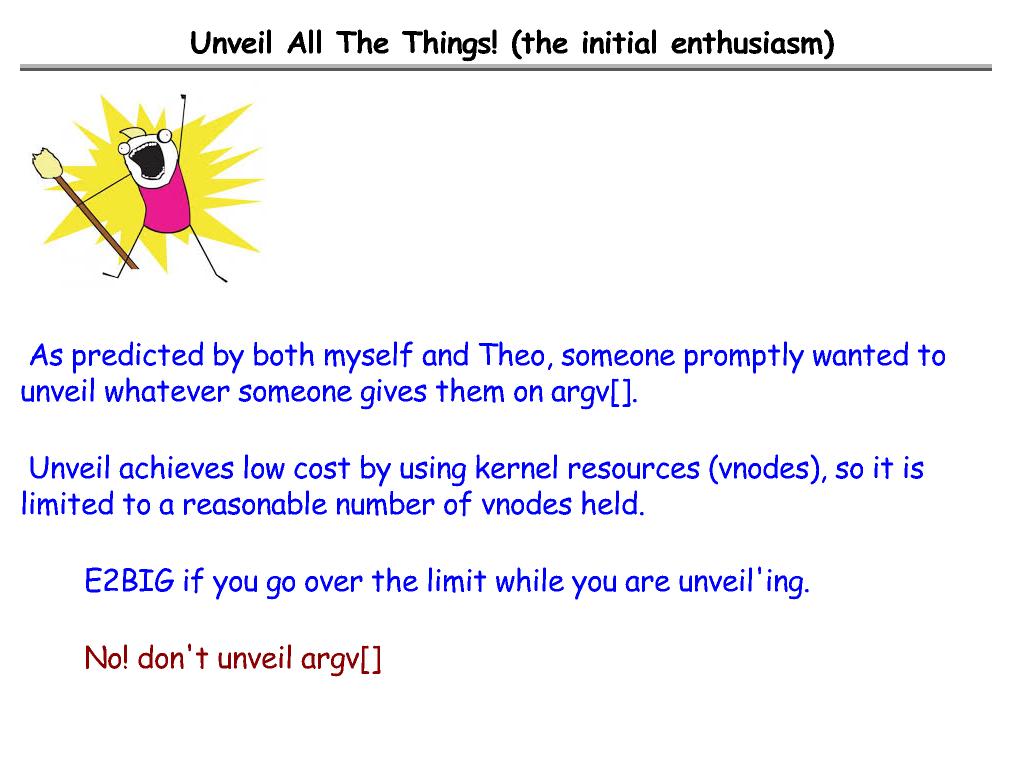 Unveil All The Things! (the initial enthusiasm)
As predicted by both myself and Theo, someone promptly wanted to
unveil whatever someone gives them on argv[].
Unveil achieves low cost by using kernel resources (vnodes), so it is
limited to a reasonable number of vnodes held.
E2BIG if you go over the limit while you are unveil'ing.
No! don't unveil argv[]